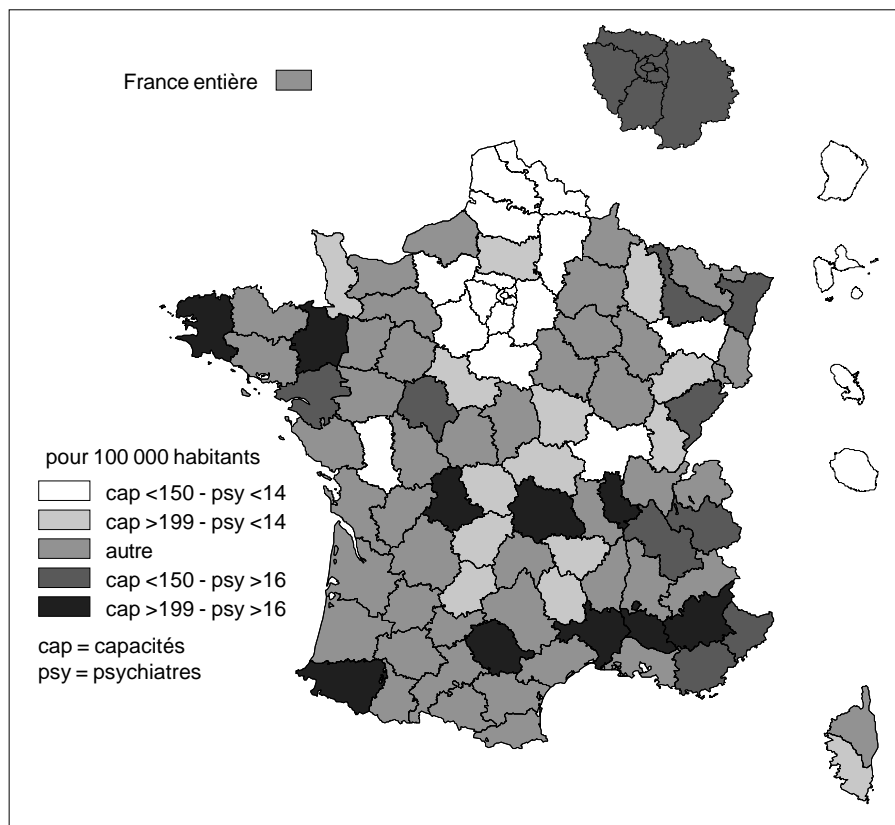 France entière
pour 100 000 habitants
cap <150 - psy <14
cap >199 - psy <14
autre
cap <150 - psy >16
cap >199 - psy >16
cap = capacités
psy = psychiatres